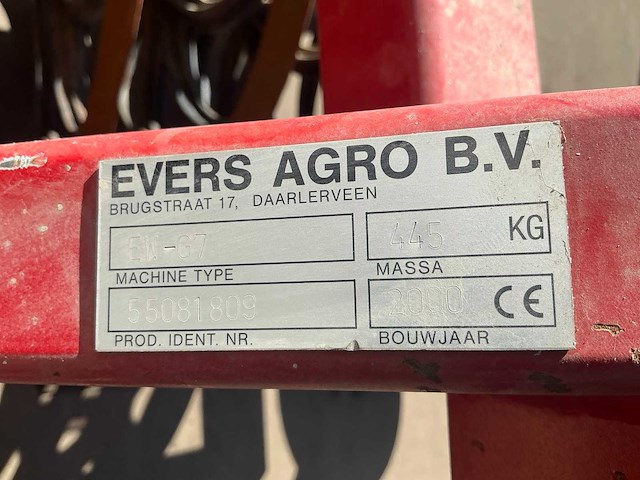 EVERS AGRO B.V.
BRUGSTRAAT 17, DAARLERVEEN
445 KG
MACHINE TYPE MASSA
55081809 2000 CE
PROD. IDENT. NR. BOUWJAAR